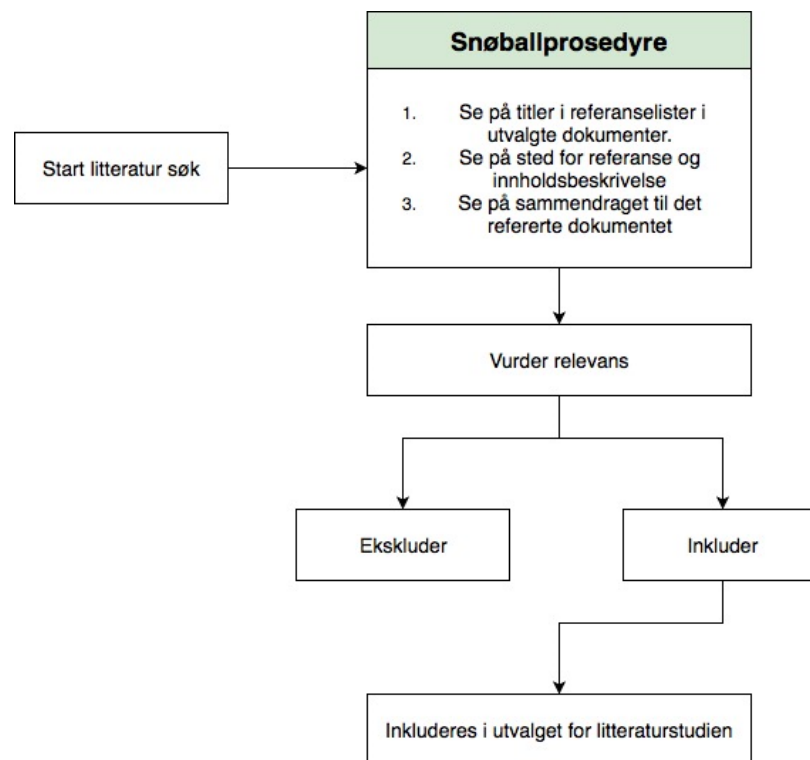 Snøballprosedyre
1. Se på titler i referanselister i
utvalgte dokumenter.
2. Se på sted for referanse og
innholdsbeskrivelse
3. Se på sammendraget til det
refererte dokumentet
Start litteratur søk
Vurder relevans
Ekskluder
Inkluder
Inkluderes i utvalget for litteraturstudien